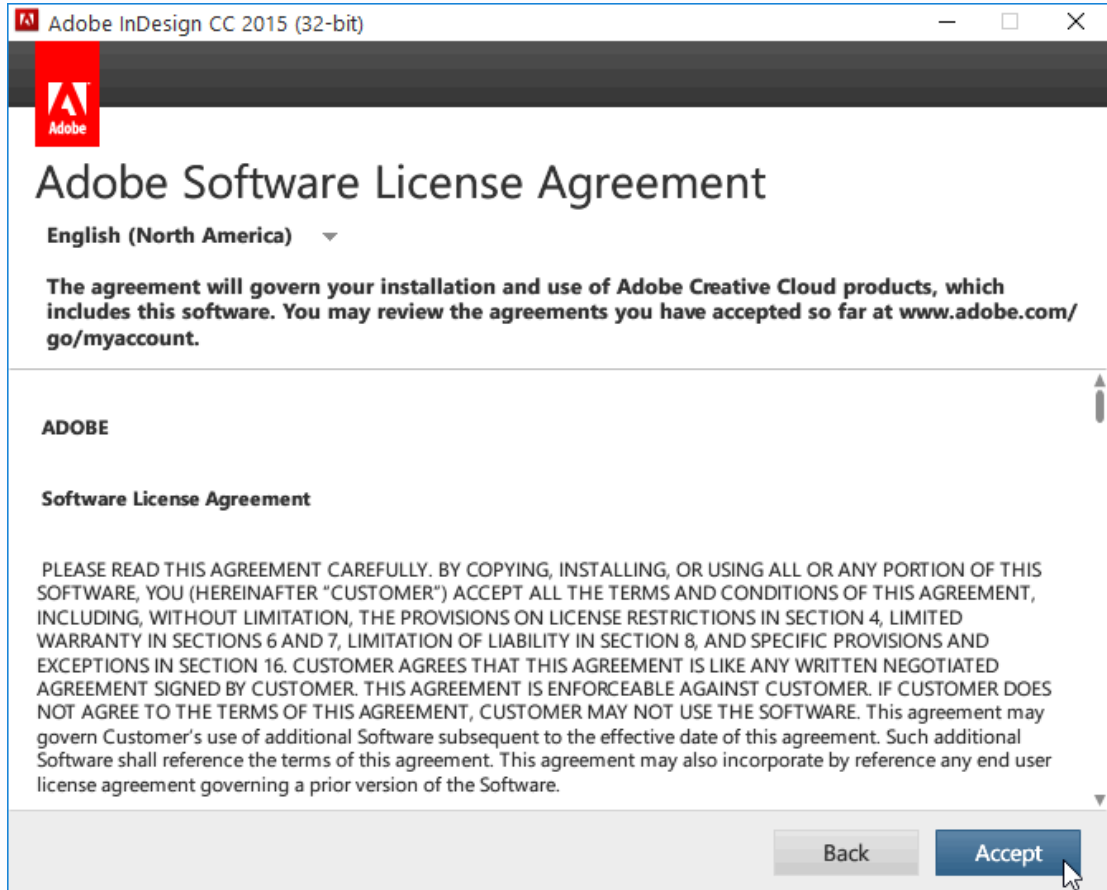 Adobe InDesign CC 2015 (32-bit)
Adobe
Adobe Software License Agreement
English (North America)
The agreement will govern your installation and use of Adobe Creative Cloud products, which
includes this software. You may review the agreements you have accepted so far at www.adobe.com/
go/myaccount.
ADOBE
Software License Agreement
PLEASE READ THIS AGREEMENT CAREFULLY. BY COPYING, INSTALLING, OR USING ALL OR ANY PORTION OF THIS
SOFTWARE, YOU (HEREINAFTER “CUSTOMER”) ACCEPT ALL THE TERMS AND CONDITIONS OF THIS AGREEMENT,
INCLUDING, WITHOUT LIMITATION, THE PROVISIONS ON LICENSE RESTRICTIONS IN SECTION 4, LIMITED
WARRANTY IN SECTIONS 6 AND 7, LIMITATION OF LIABILITY IN SECTION 8, AND SPECIFIC PROVISIONS AND
EXCEPTIONS IN SECTION 16. CUSTOMER AGREES THAT THIS AGREEMENT IS LIKE ANY WRITTEN NEGOTIATED
AGREEMENT SIGNED BY CUSTOMER. THIS AGREEMENT IS ENFORCEABLE AGAINST CUSTOMER. IF CUSTOMER DOES
NOT AGREE TO THE TERMS OF THIS AGREEMENT, CUSTOMER MAY NOT USE THE SOFTWARE. This agreement may
govern Customer’s use of additional Software subsequent to the effective date of this agreement. Such additional
Software shall reference the terms of this agreement. This agreement may also incorporate by reference any end user
license agreement governing a prior version of the Software.
Back
Accept